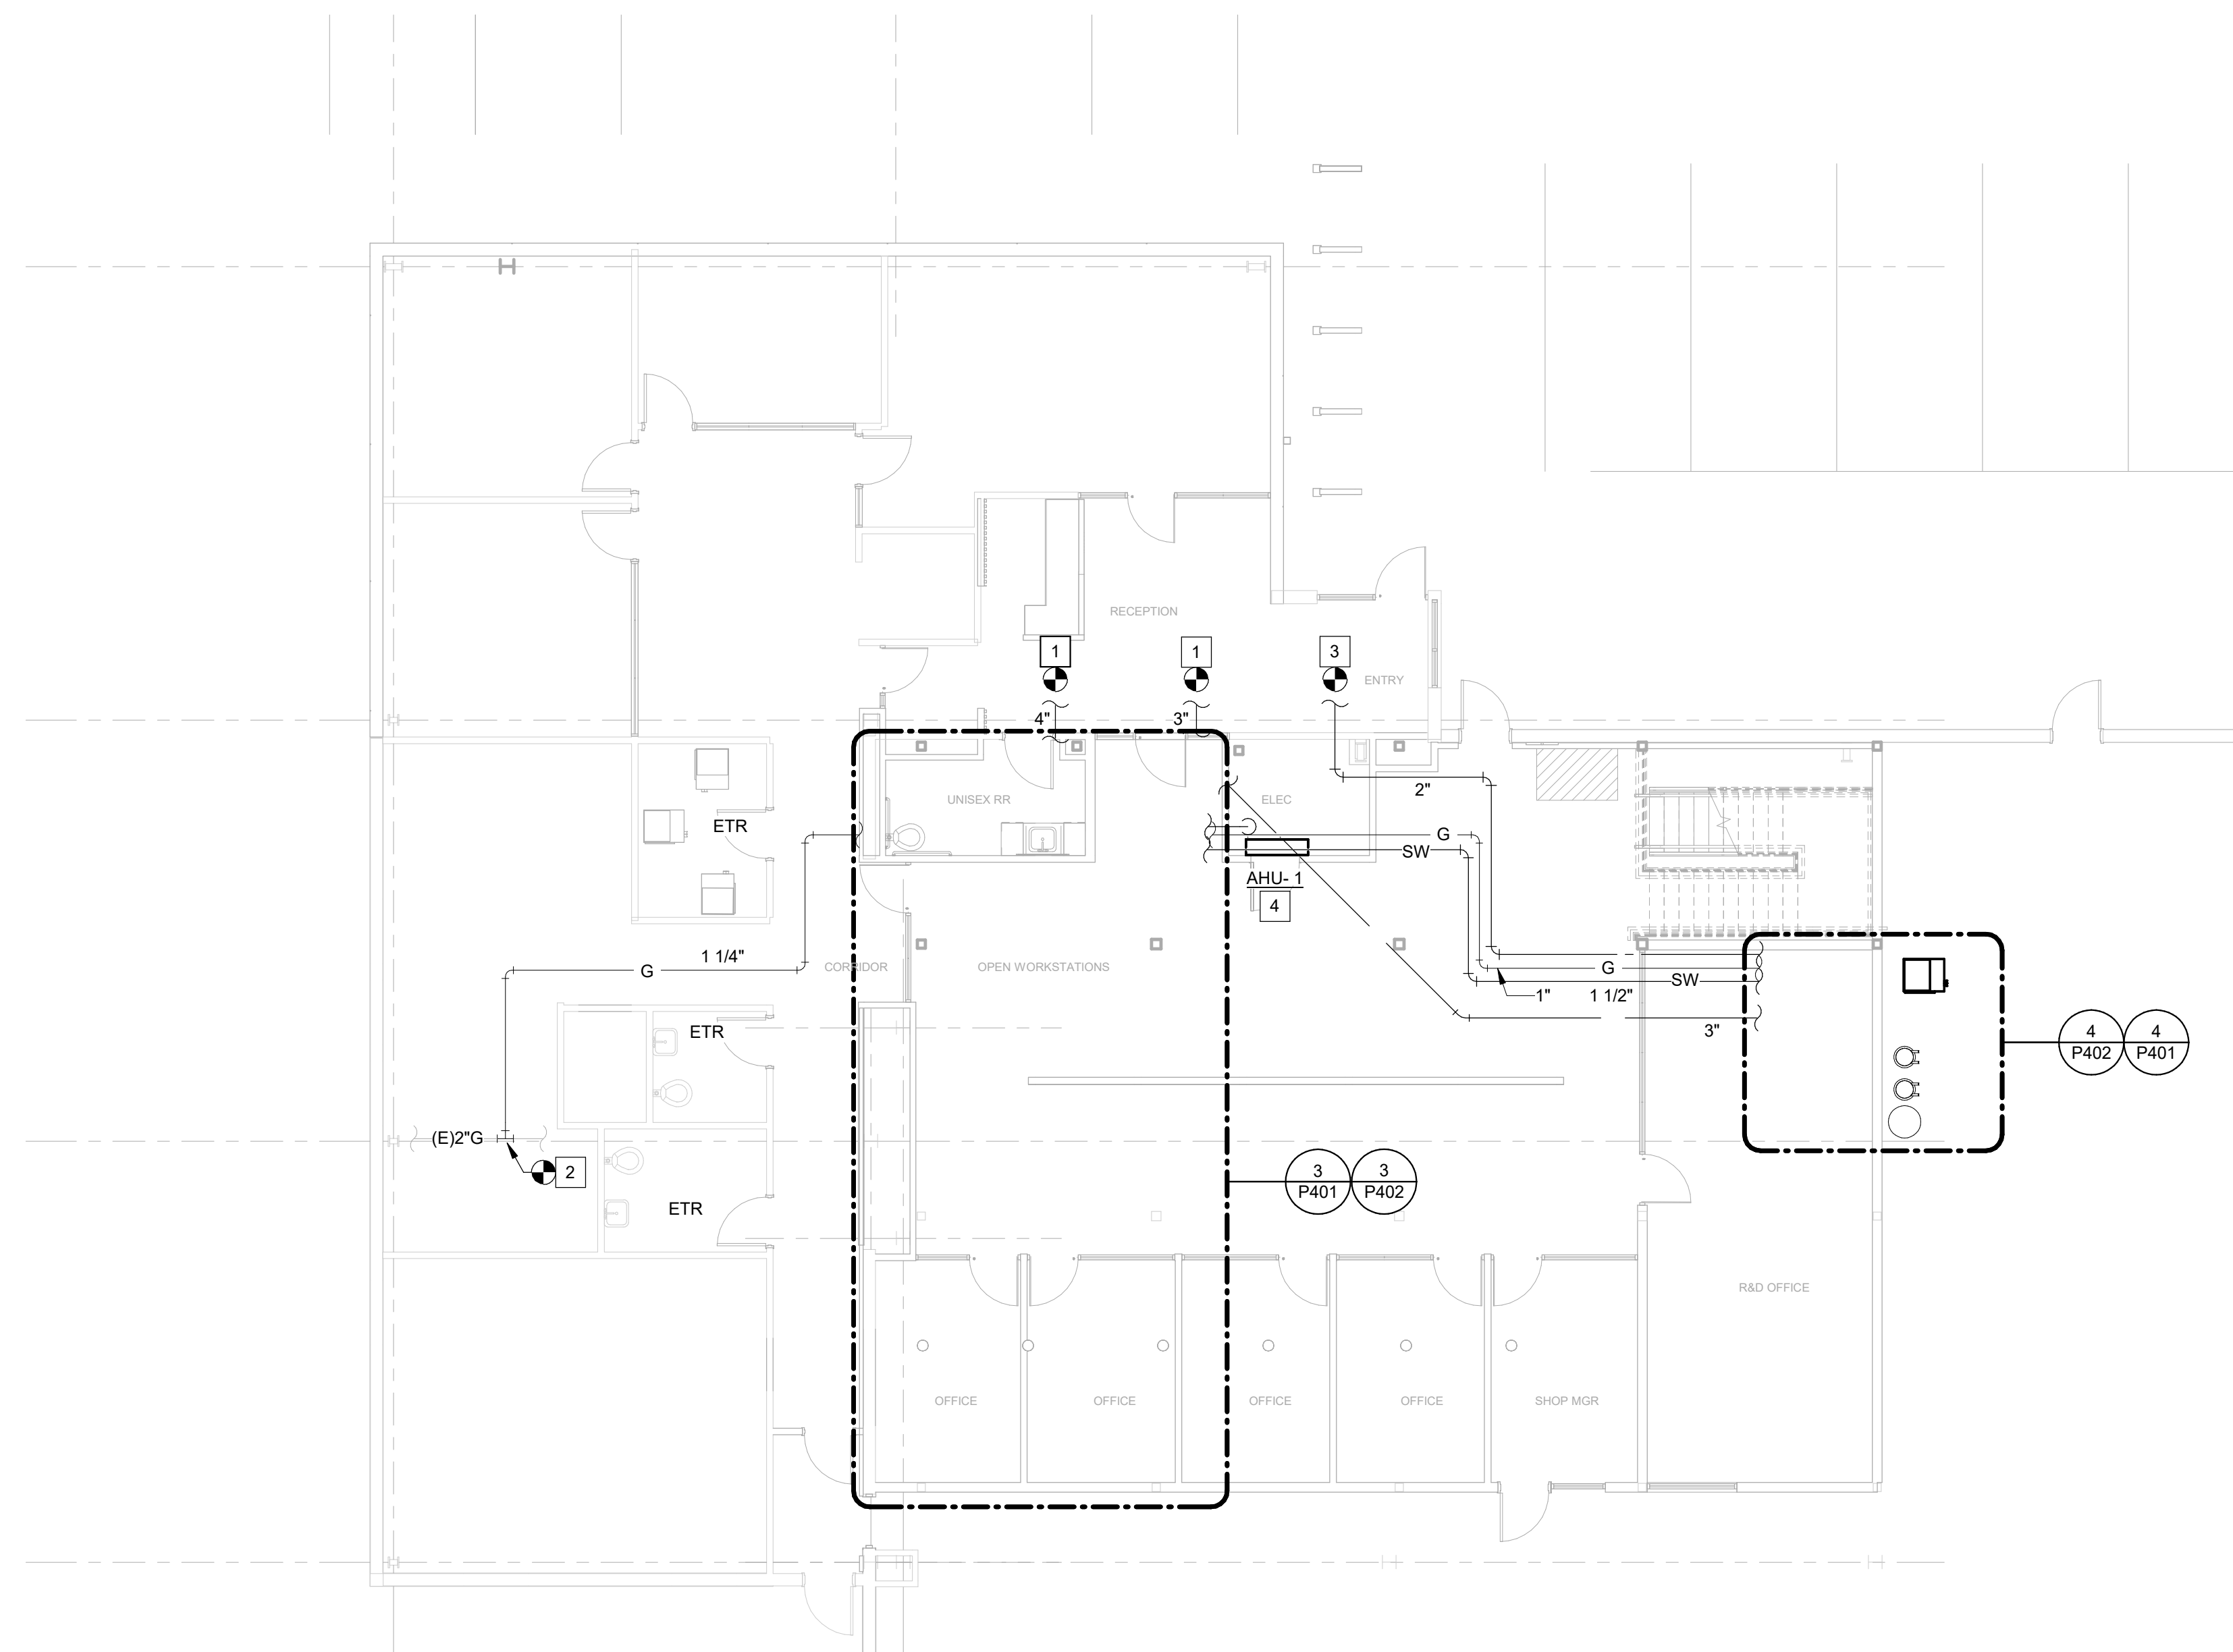 RECEPTION
1
1
3
ENTRY
4"
3"
UNISEX RR
ELEC
2"
ETR
G
SW
AHU- 1
4
1 1/4"
G
CORRIDOR
OPEN WORKSTATIONS
G
SW
1"
1 1/2"
ETR
3"
4
P402
4
P401
(E)2"G
2
3
P401
3
P402
ETR
R&D OFFICE
OFFICE
OFFICE
OFFICE
OFFICE
SHOP MGR